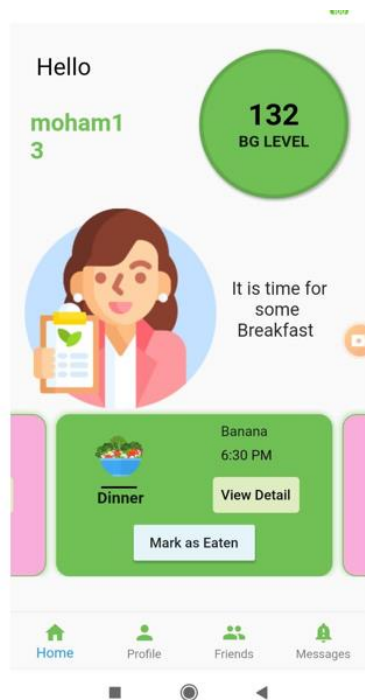 Hello
moham1
3
132
BG LEVEL
It is time for
some
Breakfast
Banana
6:30 PM
Dinner
View Detail
Mark as Eaten
Home
Profile
Friends
Messages